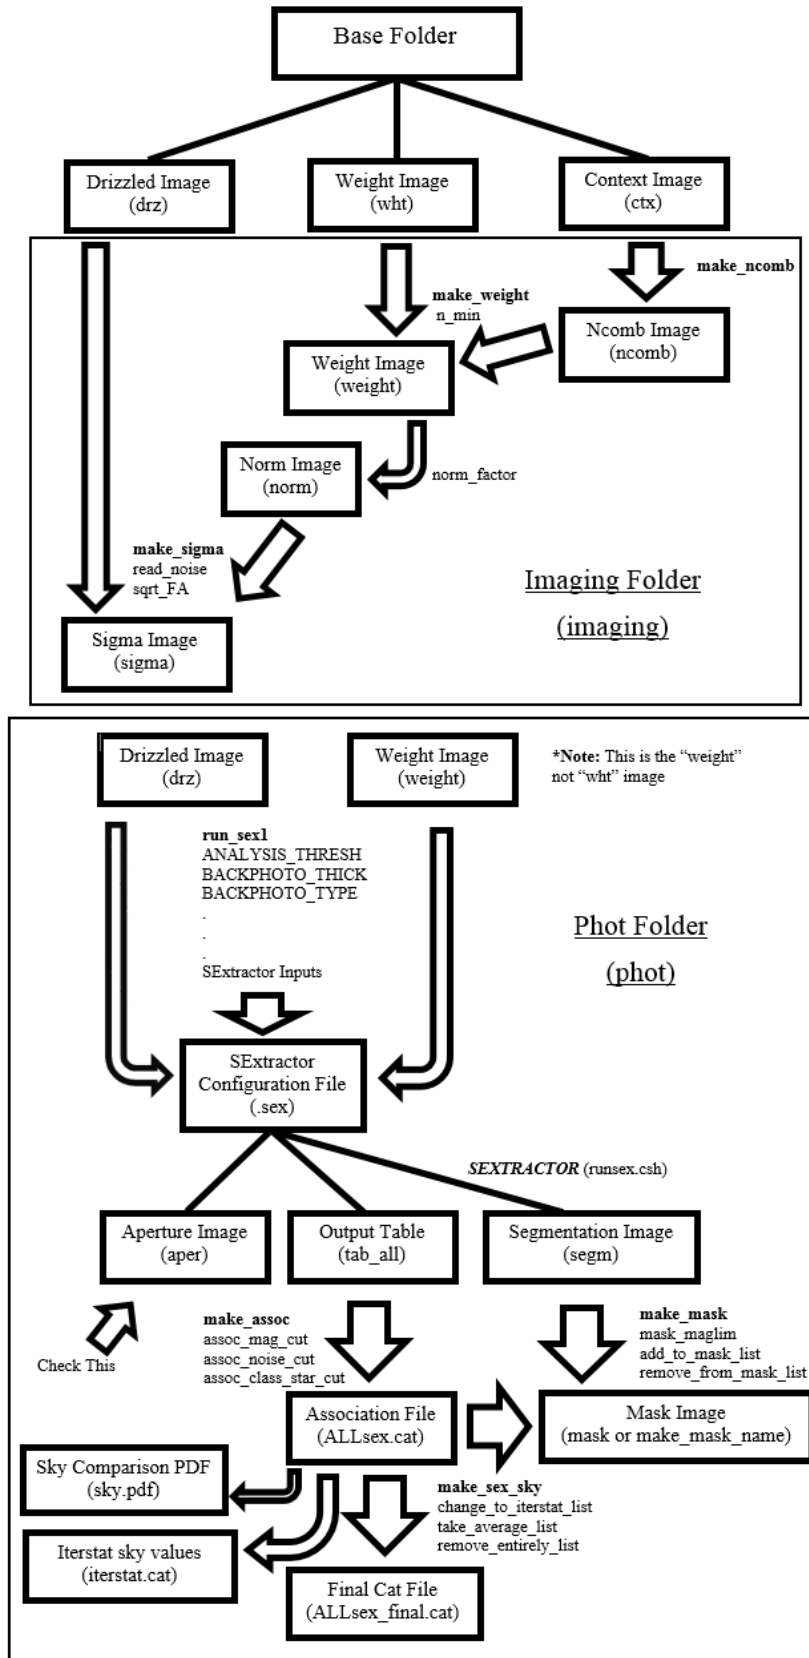 Base Folder
Drizzled Image
(drz)
Weight Image
(wht)
Context Image
(ctx)
make_ncomb
make_weight
n_min
Ncomb Image
(ncomb)
Weight Image
(weight)
Norm Image
(norm)
norm_factor
make_sigma
read_noise
sqrt_FA
Imaging Folder
(imaging)
Sigma Image
(sigma)
Drizzled Image
(drz)
Weight Image
(weight)
*Note: This is the “weight”
not “wht” image
run_sex1
ANALYSIS_THRESH
BACKPHOTO_THICK
BACKPHOTO_TYPE
.
.
.
SExtractor Inputs
Phot Folder
(phot)
SExtractor
Configuration File
(.sex)
SEXTRACTOR (runsex.csh)
Aperture Image
(aper)
Output Table
(tab_all)
Segmentation Image
(segm)
Check This
make_assoc
assoc_mag_cut
assoc_noise_cut
assoc_class_star_cut
make_mask
mask_maglim
add_to_mask_list
remove_from_mask_list
Association File
(ALLsex.cat)
Mask Image
(mask or make_mask_name)
Sky Comparison PDF
(sky.pdf)
make_sex_sky
change_to_iterstat_list
take_average_list
remove_entirely_list
Iterstat sky values
(iterstat.cat)
Final Cat File
(ALLsex_final.cat)